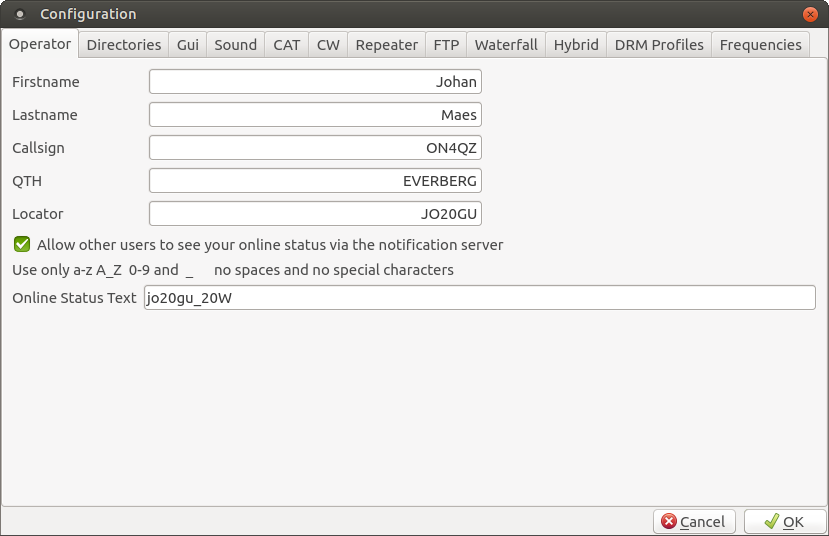 Configuration
Operator Directories Gui Sound CAT CW Repeater FTP Waterfall Hybrid DRM Profiles Frequencies
Firstname Johan
Lastname Maes
Callsign ON4QZ
QTH EVERBERG
Locator JO20GU
Allow other users to see your online status via the notification server
Use only a-z A_Z 0-9 and _ no spaces and no special characters
Online Status Text jo20gu_20W
Cancel OK